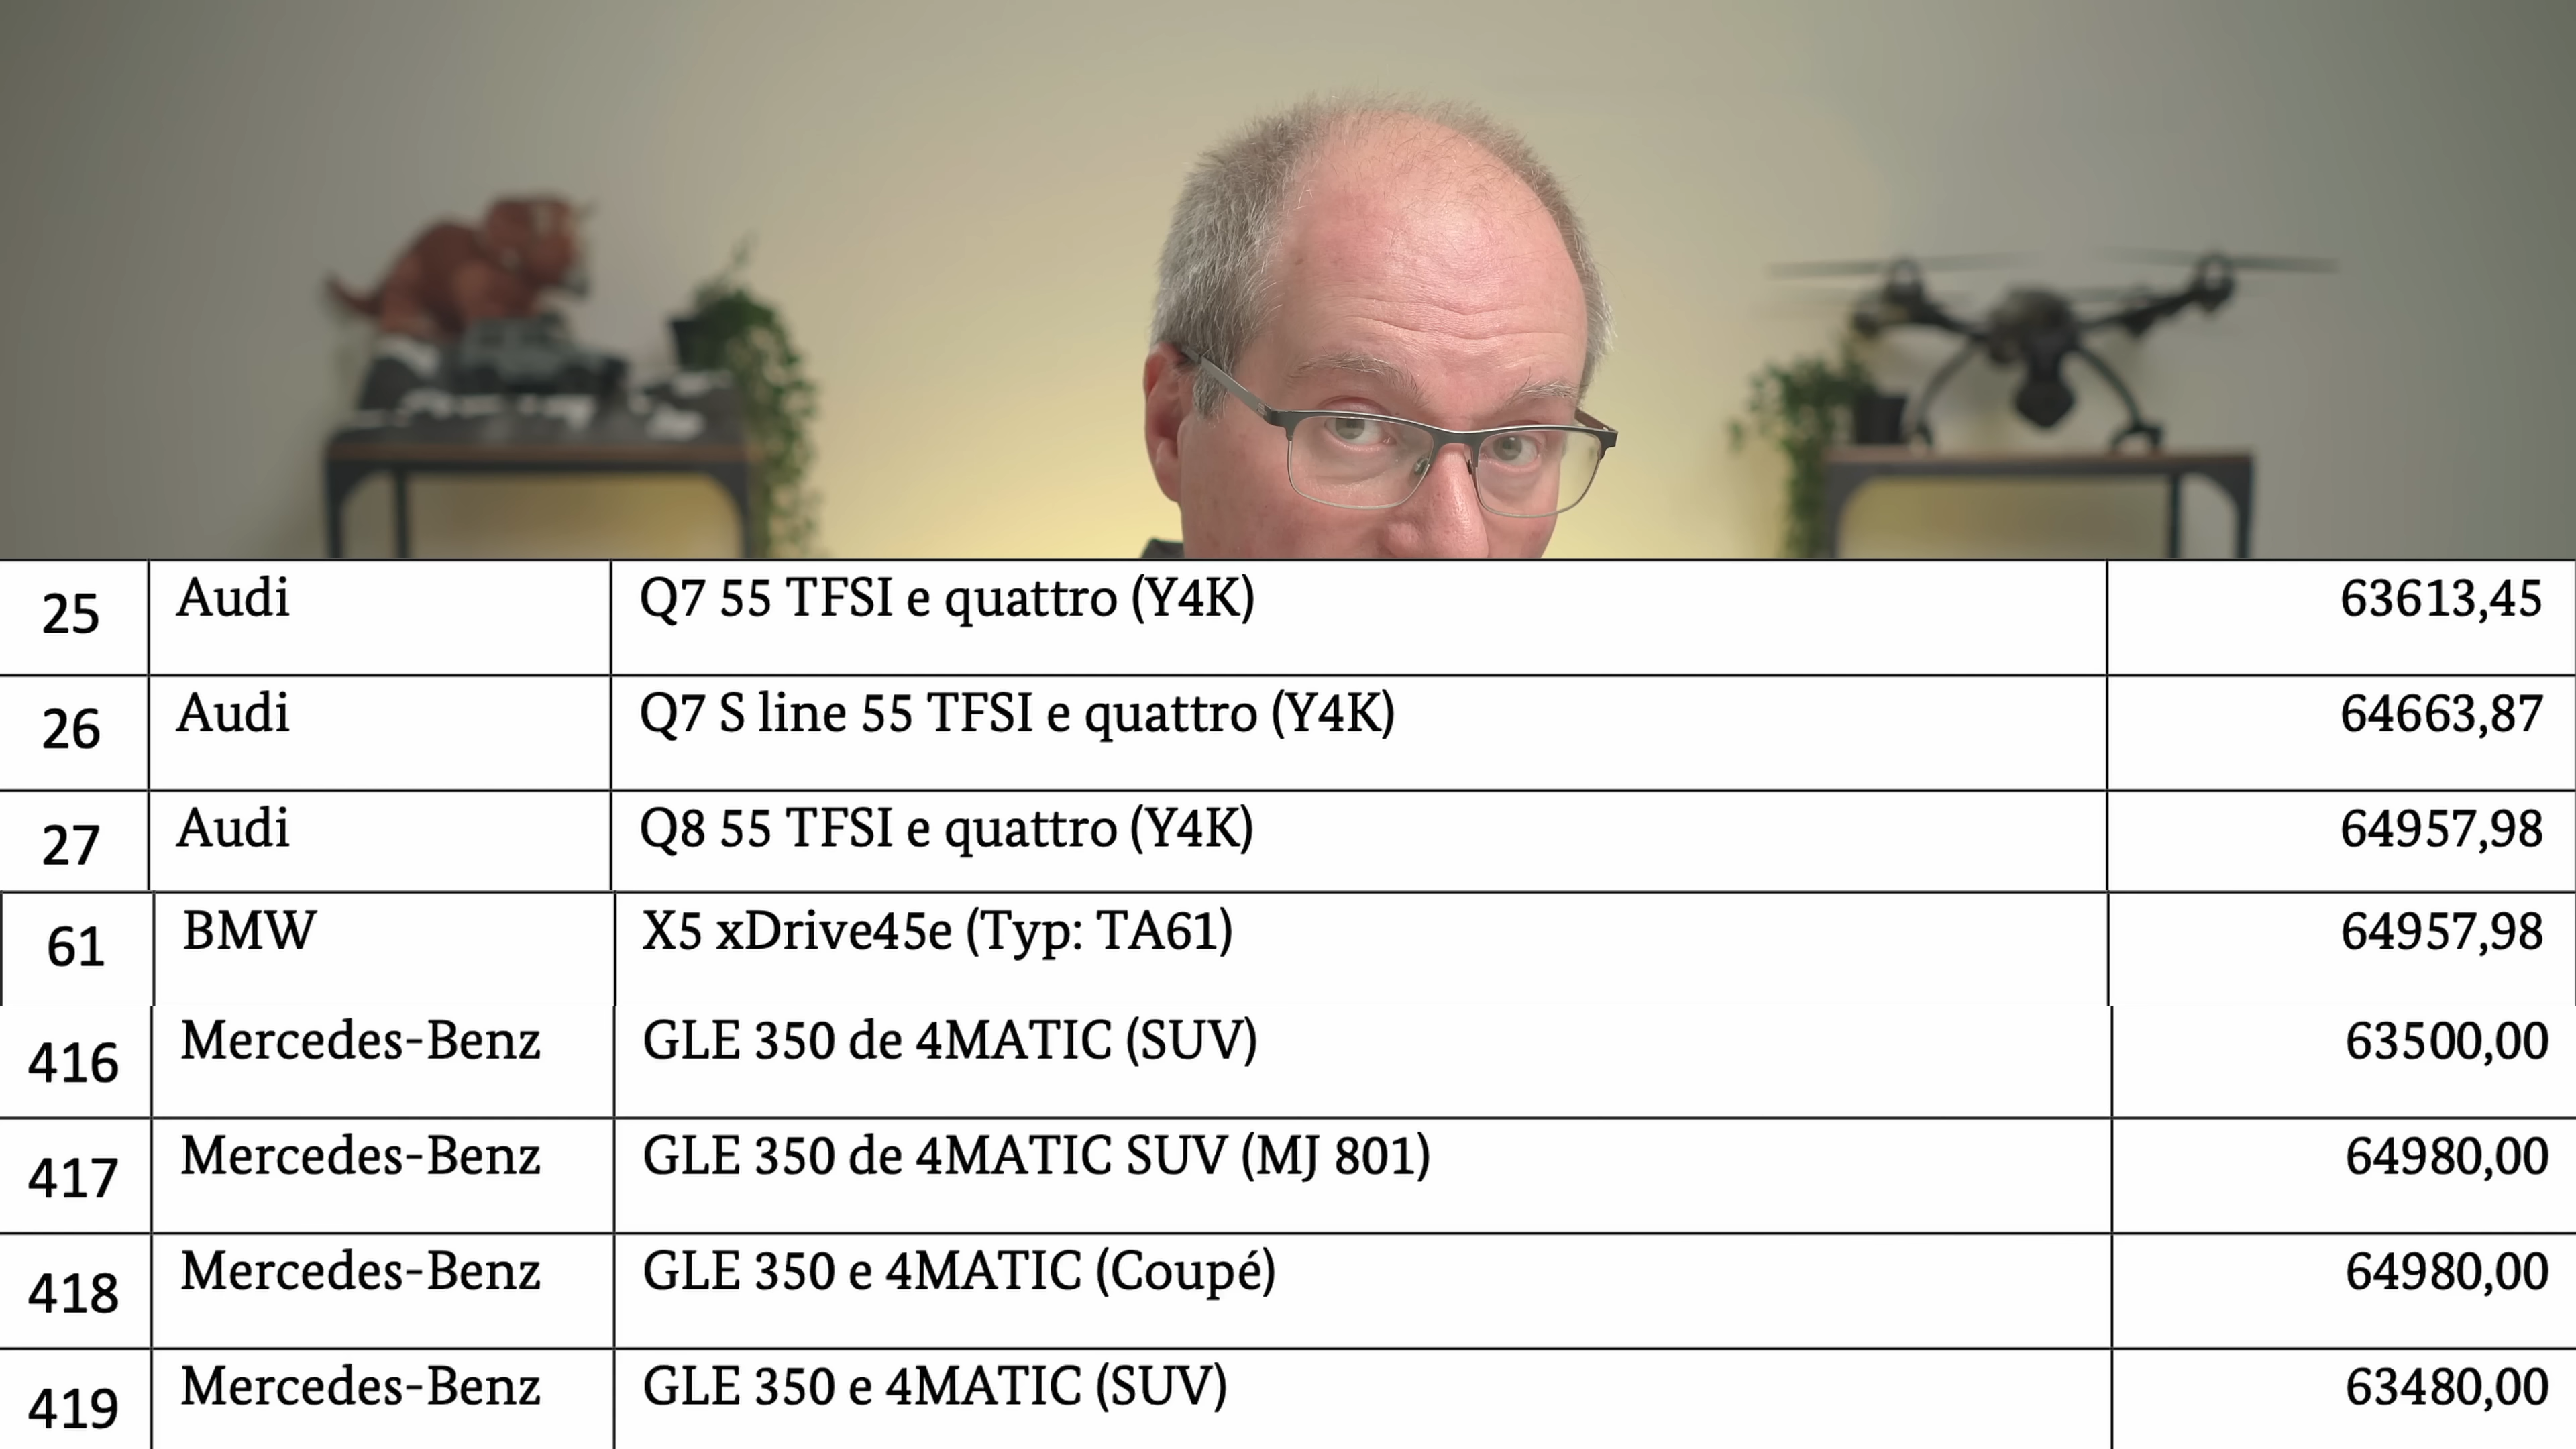 25 Audi Q7 55 TFSI e quattro (Y4K) 63613,45
26 Audi Q7 S line 55 TFSI e quattro (Y4K) 64663,87
27 Audi Q8 55 TFSI e quattro (Y4K) 64957,98
61 BMW X5 xDrive45e (Typ: TA61) 64957,98
416 Mercedes-Benz GLE 350 de 4MATIC (SUV) 63500,00
417 Mercedes-Benz GLE 350 de 4MATIC SUV (MJ 801) 64980,00
418 Mercedes-Benz GLE 350 e 4MATIC (Coupé) 64980,00
419 Mercedes-Benz GLE 350 e 4MATIC (SUV) 63480,00